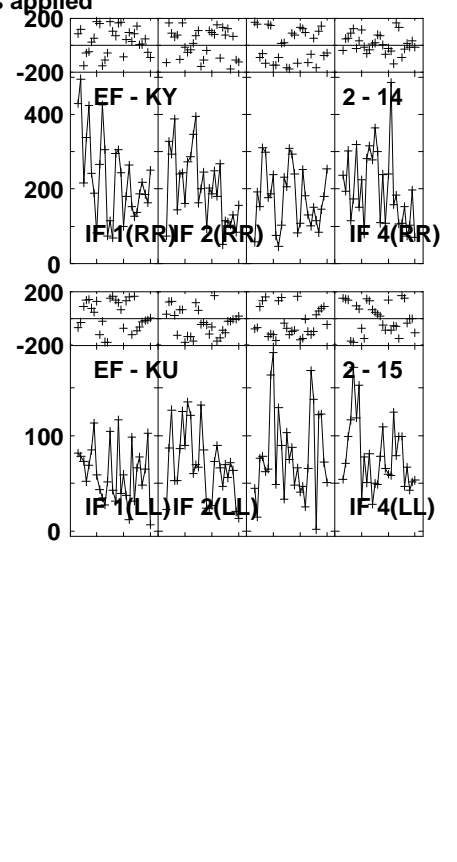 s applied
200
-200
EF - KY 2 - 14
400
200
IF 1(RR) IF 2(RR) IF 4(RR)
0
200
-200
EF - KU 2 - 15
100
IF 1(LL) IF 2(LL) IF 4(LL)
0